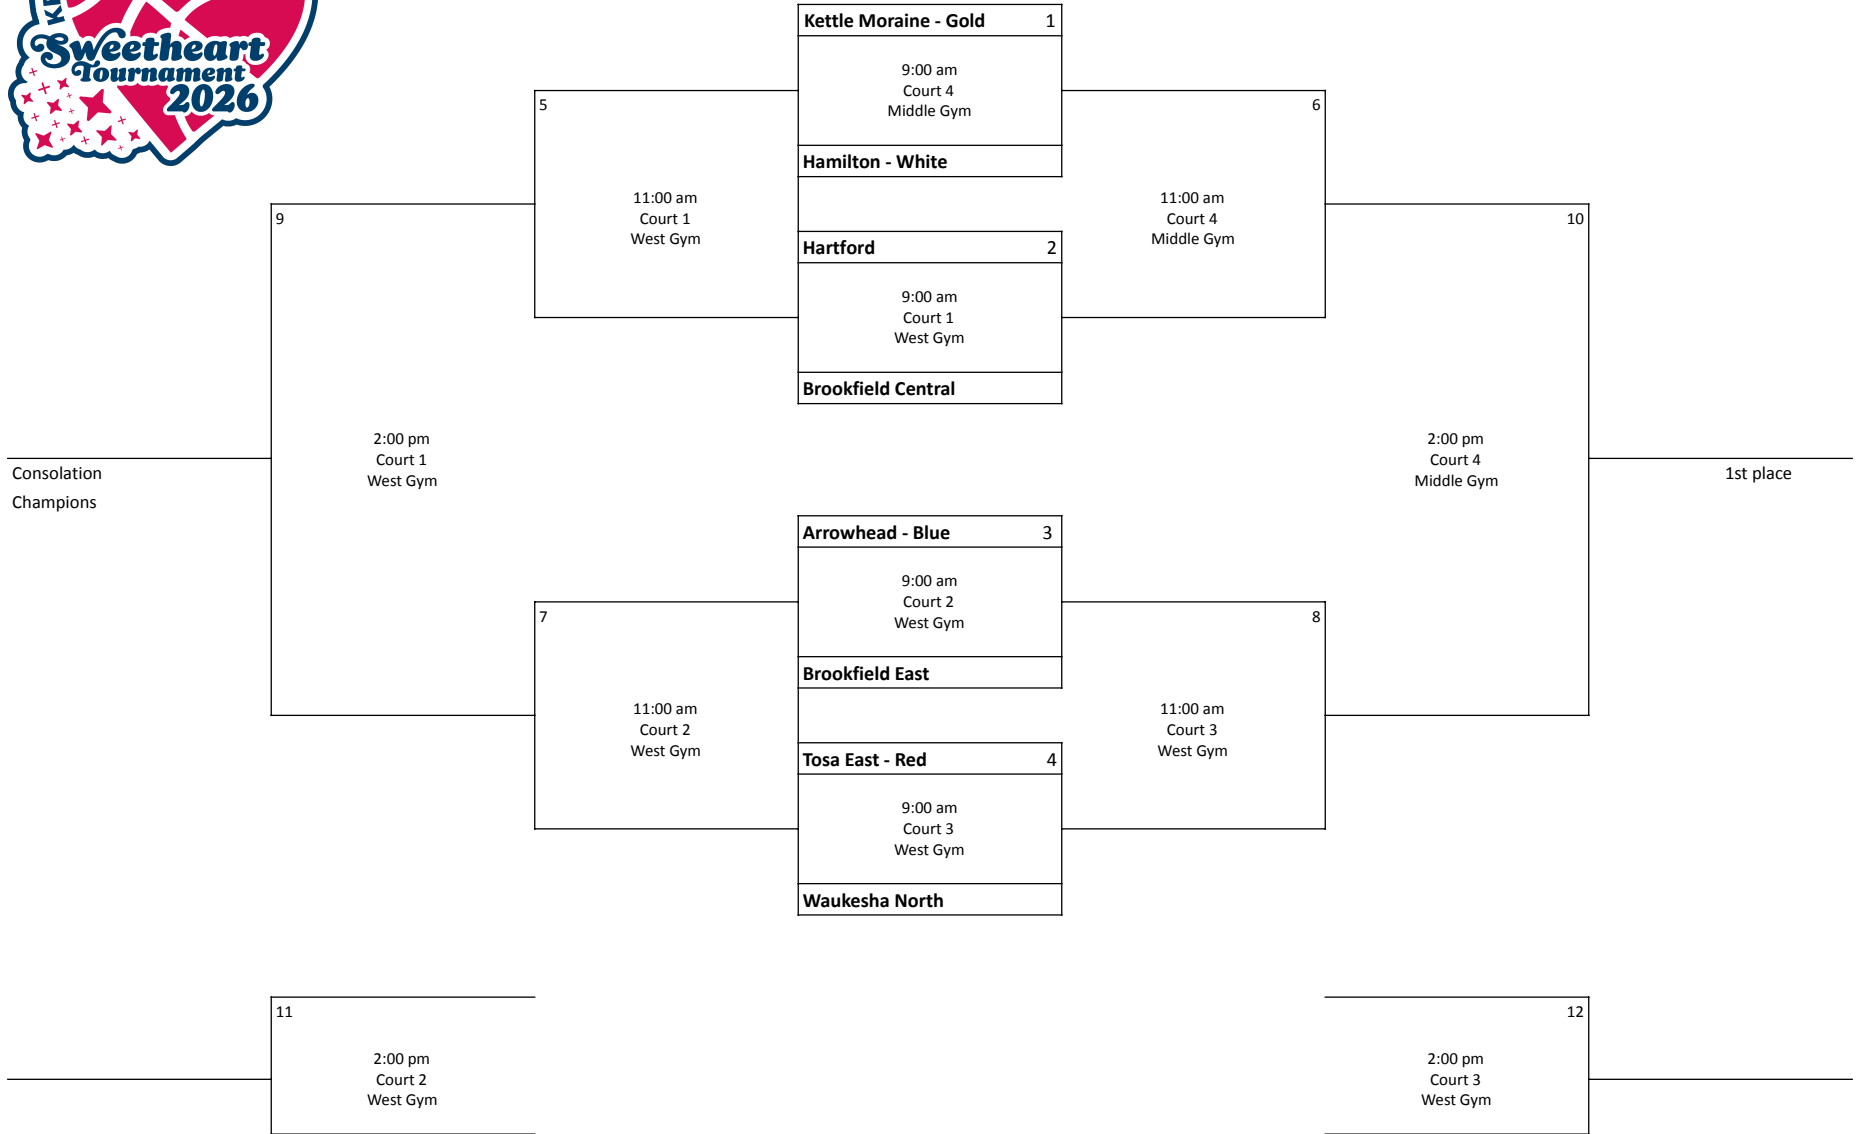 Sweetheart
Tournament
2026
Kettle Moraine - Gold 1
9:00 am
Court 4
Middle Gym
Hamilton - White
5
11:00 am
Court 1
West Gym
6
11:00 am
Court 4
Middle Gym
Hartford 2
9:00 am
Court 1
West Gym
Brookfield Central
9
2:00 pm
Court 1
West Gym
10
2:00 pm
Court 4
Middle Gym
Consolation
Champions
1st place
Arrowhead - Blue 3
9:00 am
Court 2
West Gym
Brookfield East
7
11:00 am
Court 2
West Gym
8
11:00 am
Court 3
West Gym
Tosa East - Red 4
9:00 am
Court 3
West Gym
Waukesha North
11
2:00 pm
Court 2
West Gym
12
2:00 pm
Court 3
West Gym